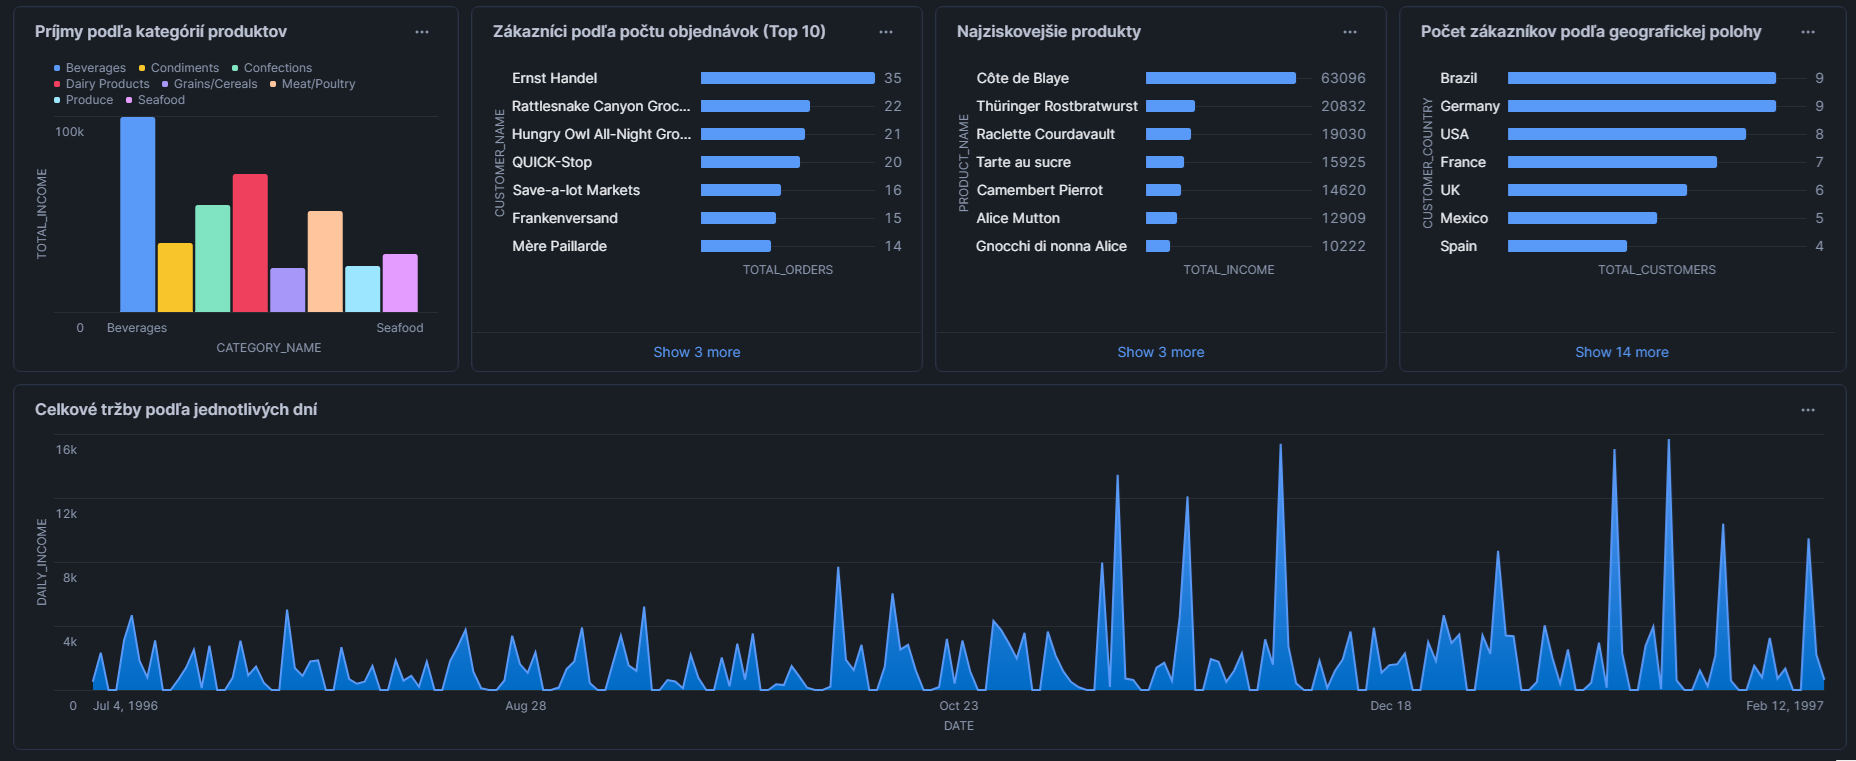 Príjmy podľa kategórií produktov
Beverages Condiments Confections
Dairy Products Grains/Cereals Meat/Poultry
Produce Seafood
100k
TOTAL_INCOME
0 Beverages Seafood
CATEGORY_NAME
Zákazníci podľa počtu objednávok (Top 10)
CUSTOMER_NAME
Ernst Handel 35
Rattlesnake Canyon Groc... 22
Hungry Owl All-Night Gro... 21
QUICK-Stop 20
Save-a-lot Markets 16
Frankenversand 15
Mère Paillarde 14
TOTAL_ORDERS
Show 3 more
Najziskovejšie produkty
PRODUCT_NAME
Côte de Blaye 63096
Thüringer Rostbratwurst 20832
Raclette Courdavault 19030
Tarte au sucre 15925
Camembert Pierrot 14620
Alice Mutton 12909
Gnocchi di nonna Alice 10222
TOTAL_INCOME
Show 3 more
Počet zákazníkov podľa geografickej polohy
CUSTOMER_COUNTRY
Brazil 9
Germany 9
USA 8
France 7
UK 6
Mexico 5
Spain 4
TOTAL_CUSTOMERS
Show 14 more
Celkové tržby podľa jednotlivých dní
16k
12k
8k
4k
DAILY_INCOME
0 Jul 4, 1996 Aug 28 Oct 23 Dec 18 Feb 12, 1997
DATE